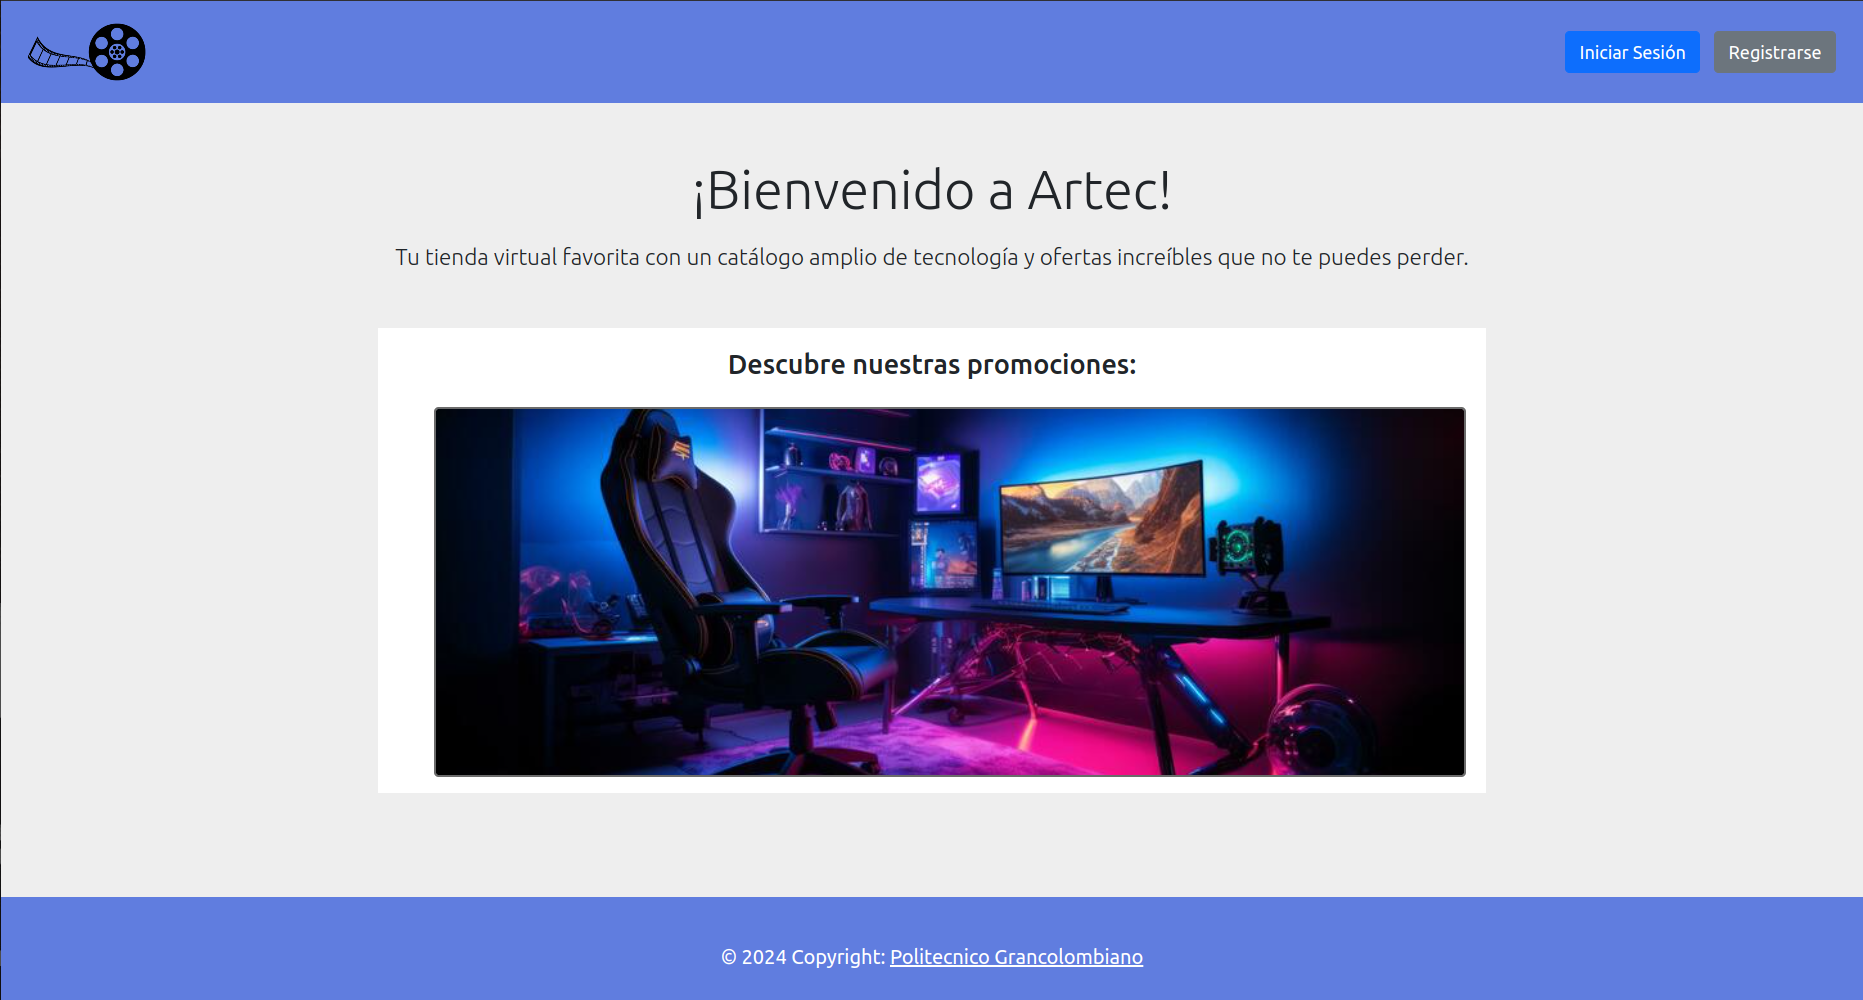 Iniciar Sesión
Registrarse
¡Bienvenido a Artec!
Tu tienda virtual favorita con un catálogo amplio de tecnología y ofertas increíbles que no te puedes perder.
Descubre nuestras promociones:
© 2024 Copyright: Politecnico Grancolombiano